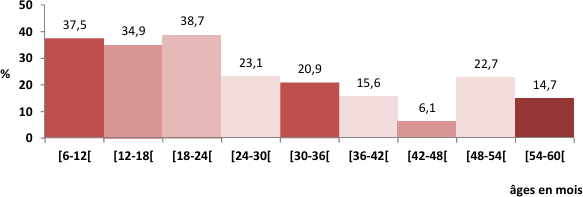 50
40
30
20
10
0
%
37,5 34,9 38,7 23,1 20,9 15,6 6,1 22,7 14,7
[6-12[ [12-18[ [18-24[ [24-30[ [30-36[ [36-42[ [42-48[ [48-54[ [54-60[
âges en mois